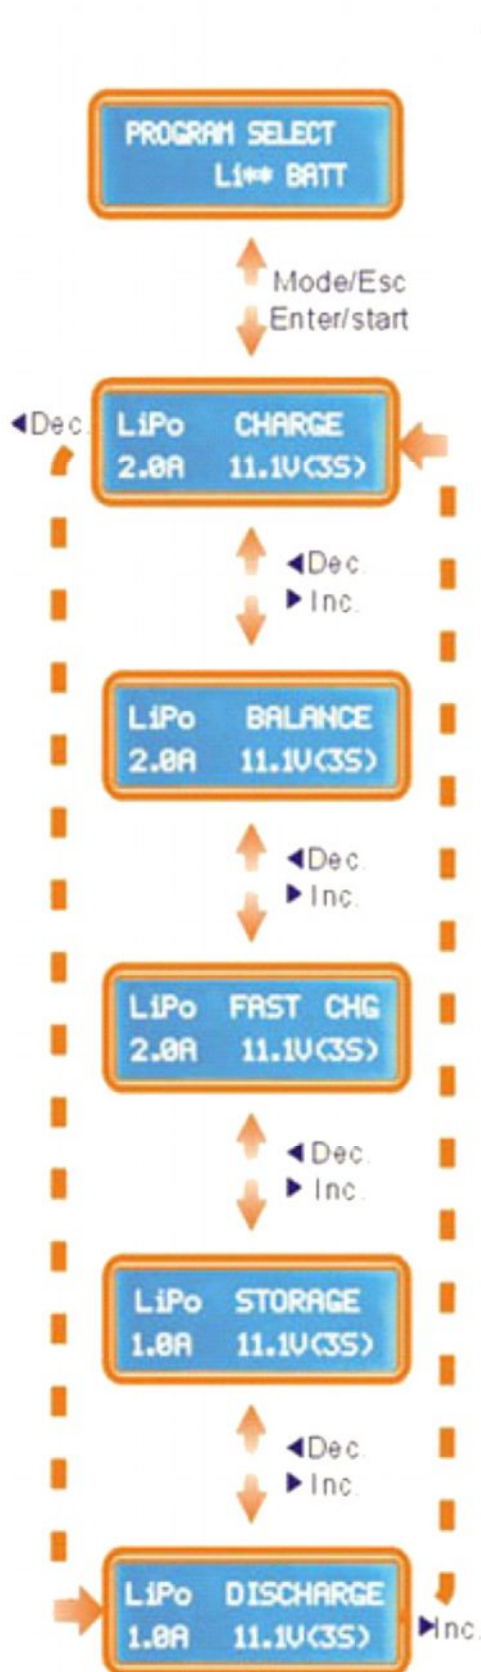 PROGRAM SELECT
Li** BATT
Mode/Esc
Enter/start
◀Dec.
LiPo CHARGE
2.0A 11.1V(3S)
◀Dec.
▶Inc.
LiPo BALANCE
2.0A 11.1V(3S)
◀Dec.
▶Inc.
LiPo FAST CHG
2.0A 11.1V(3S)
◀Dec.
▶Inc.
LiPo STORAGE
1.0A 11.1V(3S)
◀Dec.
▶Inc.
LiPo DISCHARGE
1.0A 11.1V(3S)
▶Inc.